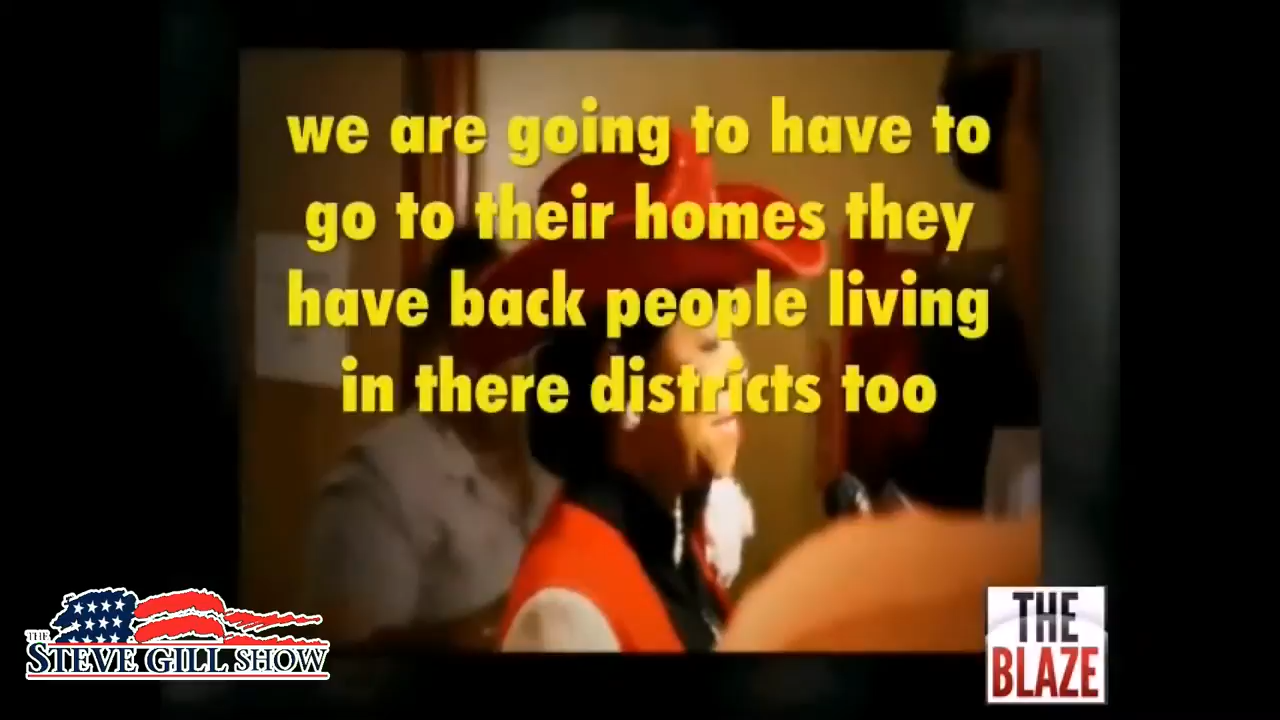 we are going to have to
go to their homes they
have back people living
in there districts too
THE
STEVE GILL SHOW
THE
BLAZE